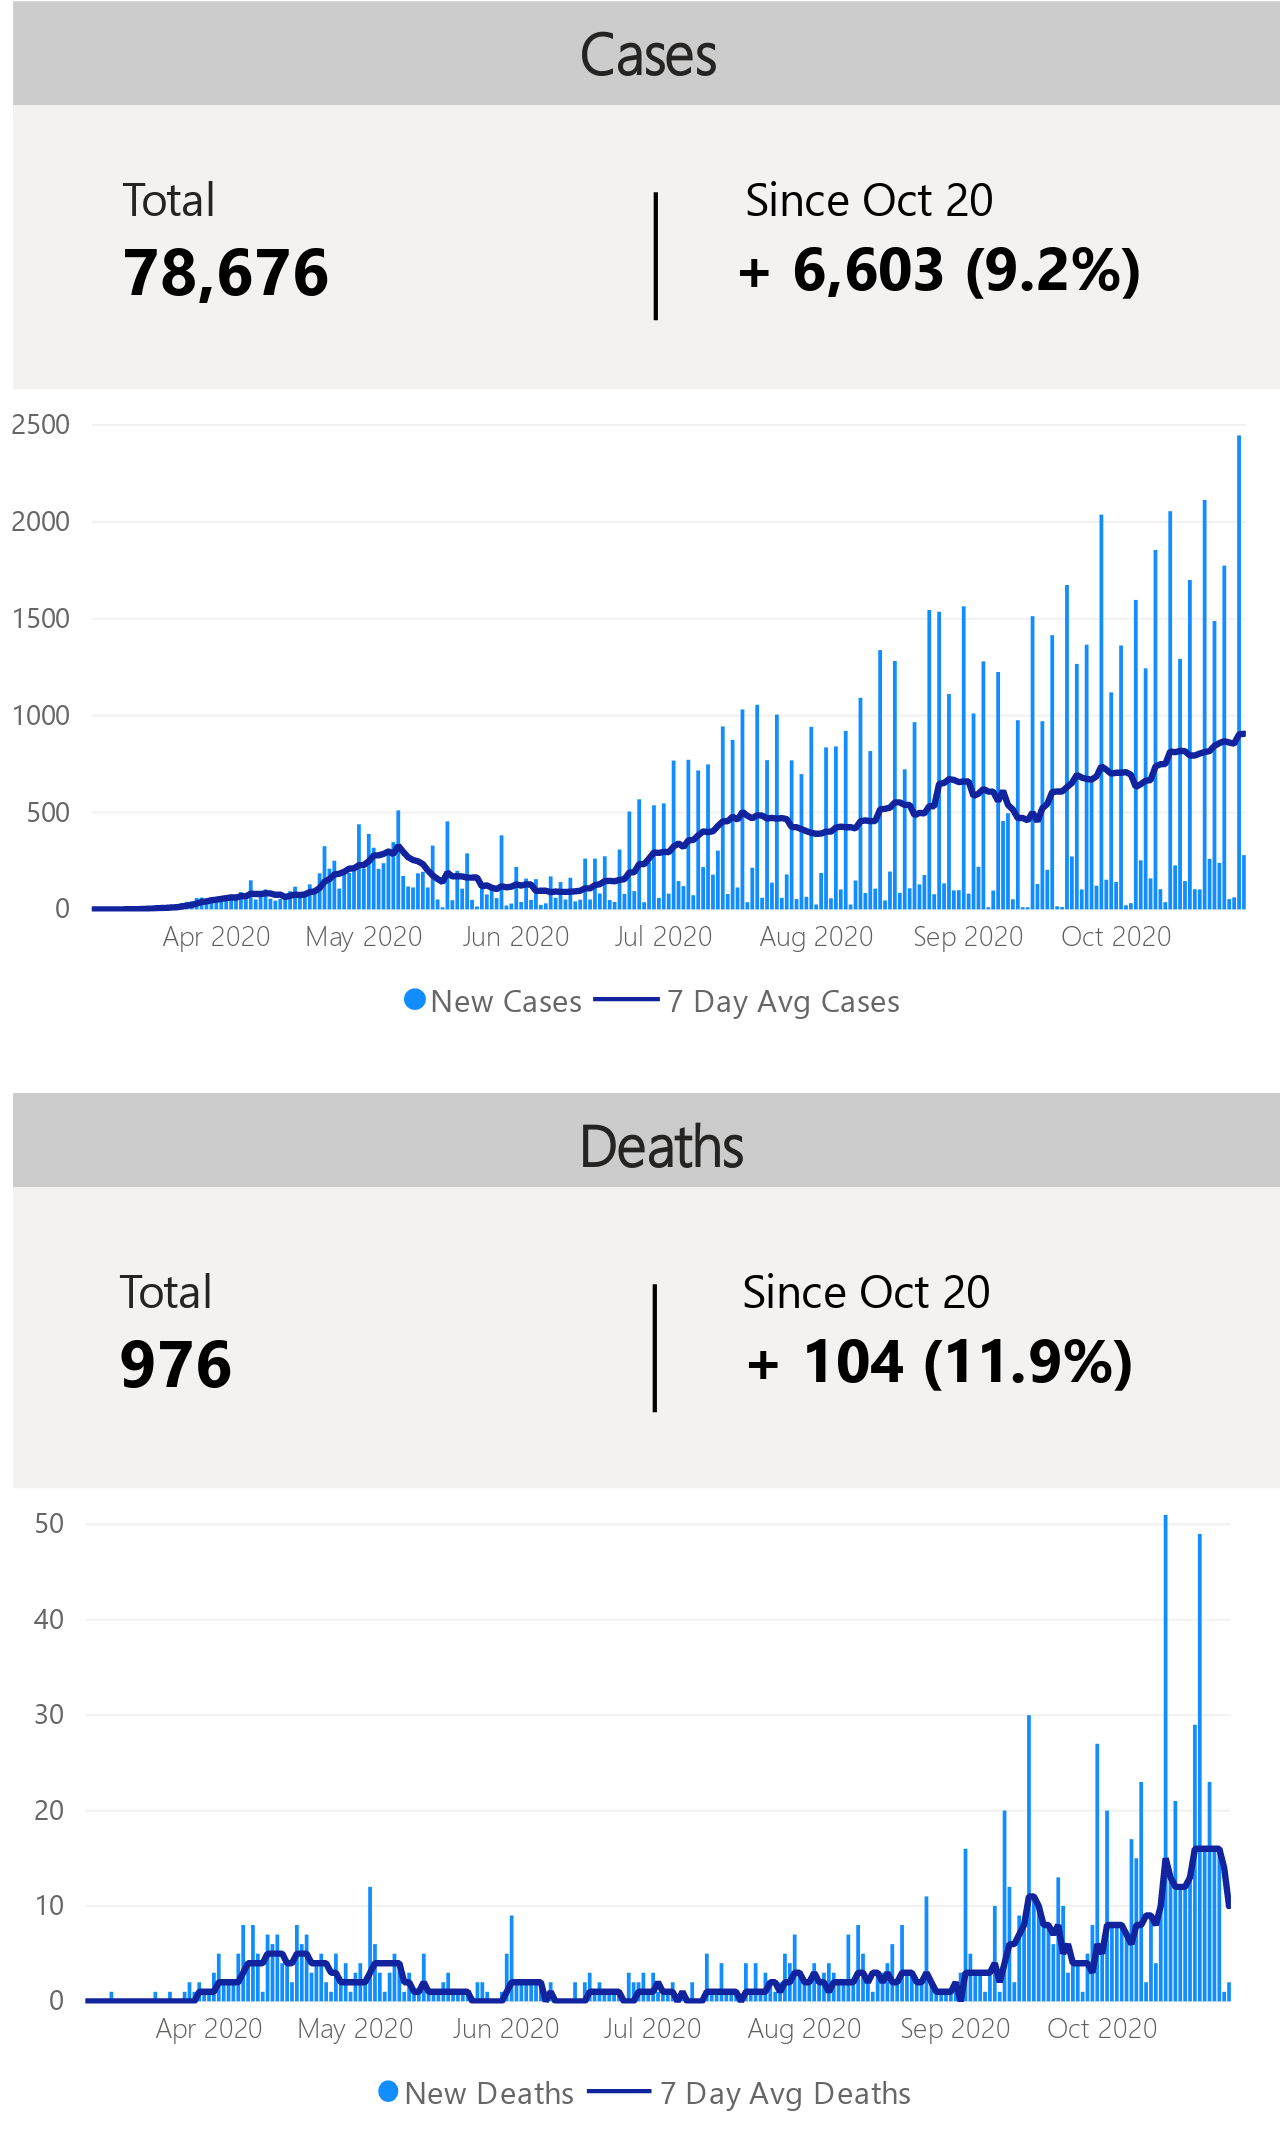 Cases
Total
Since Oct 20
78,676
+ 6,603 (9.2%)
2500
2000
1500
1000
500
0
Apr 2020 May 2020 Jun 2020 Jul 2020 Aug 2020 Sep 2020 Oct 2020
New Cases 7 Day Avg Cases
Deaths
Total
Since Oct 20
976
+ 104 (11.9%)
50
40
30
20
10
0
Apr 2020 May 2020 Jun 2020 Jul 2020 Aug 2020 Sep 2020 Oct 2020
New Deaths 7 Day Avg Deaths